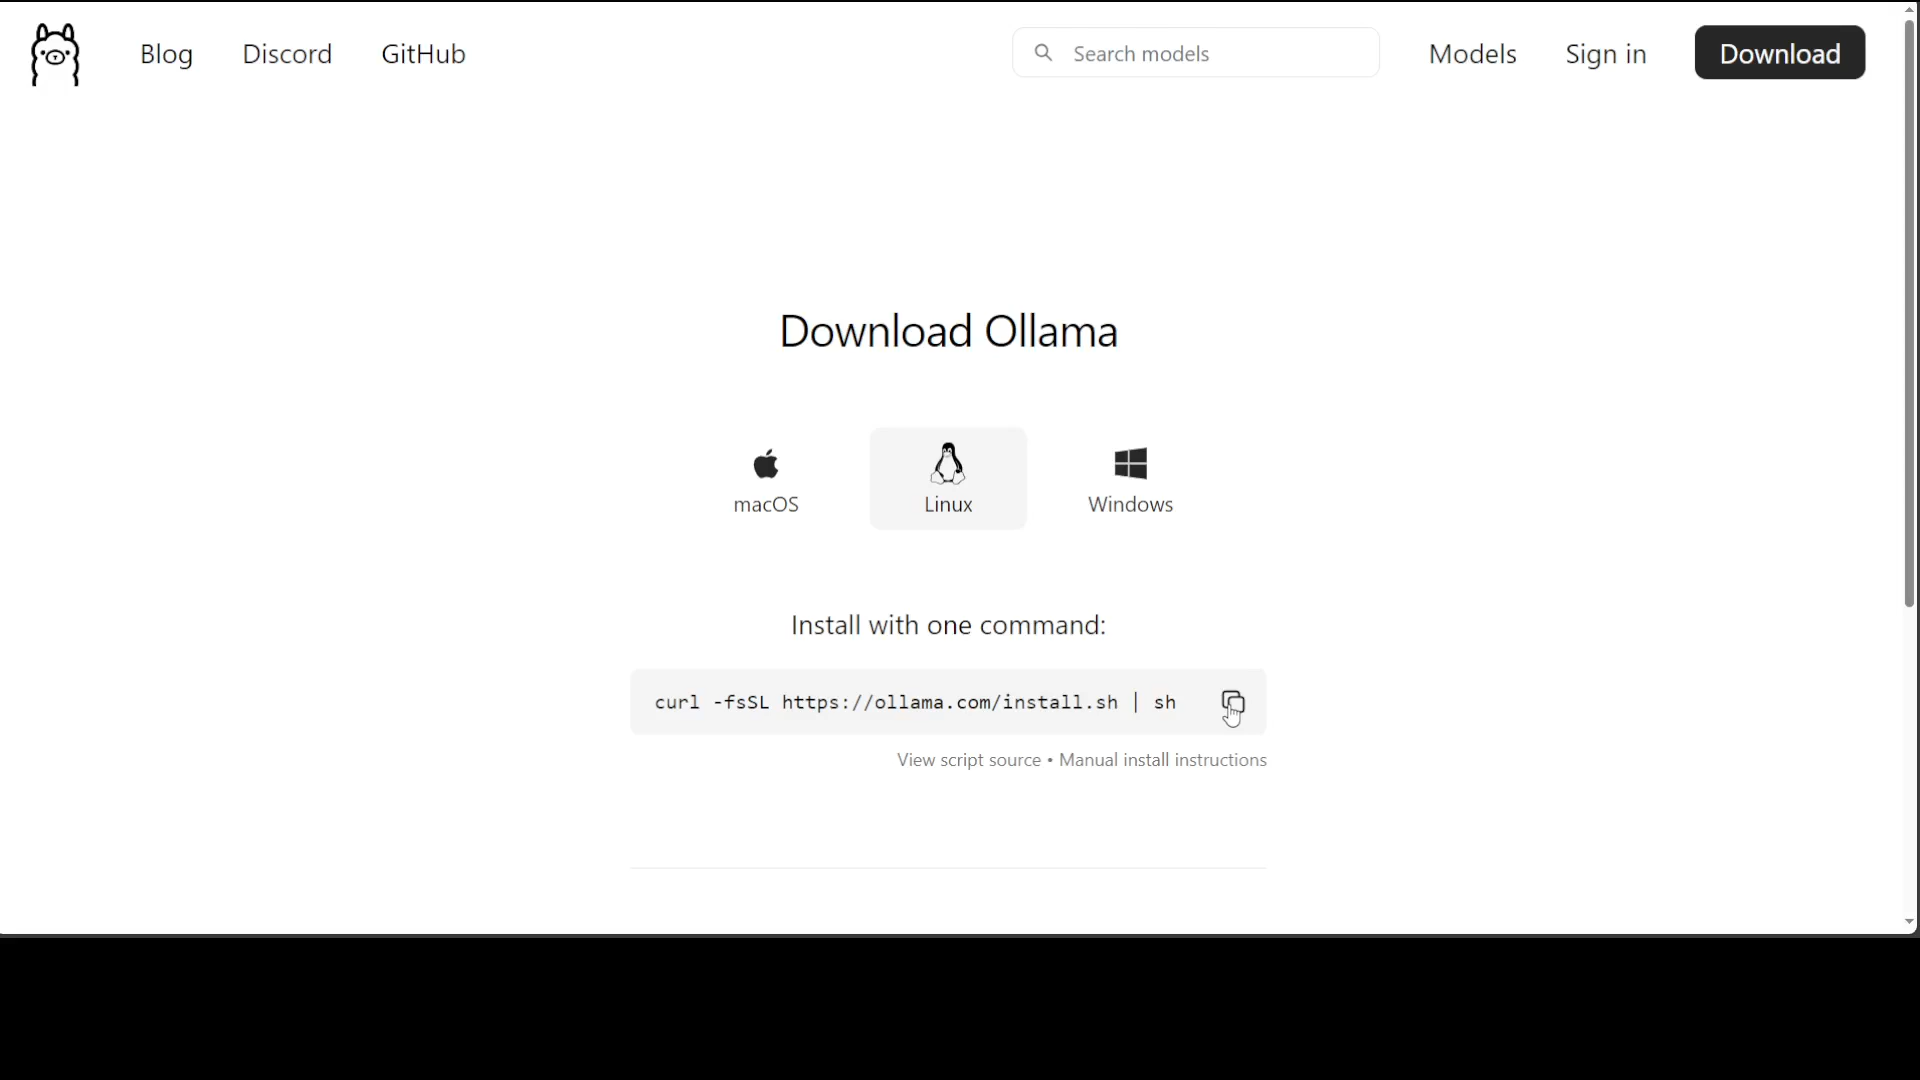 Blog Discord GitHub Search models Models Sign in Download
Download Ollama
macOS Linux Windows
Install with one command:
curl -fsSL https://ollama.com/install.sh | sh
View script source • Manual install instructions